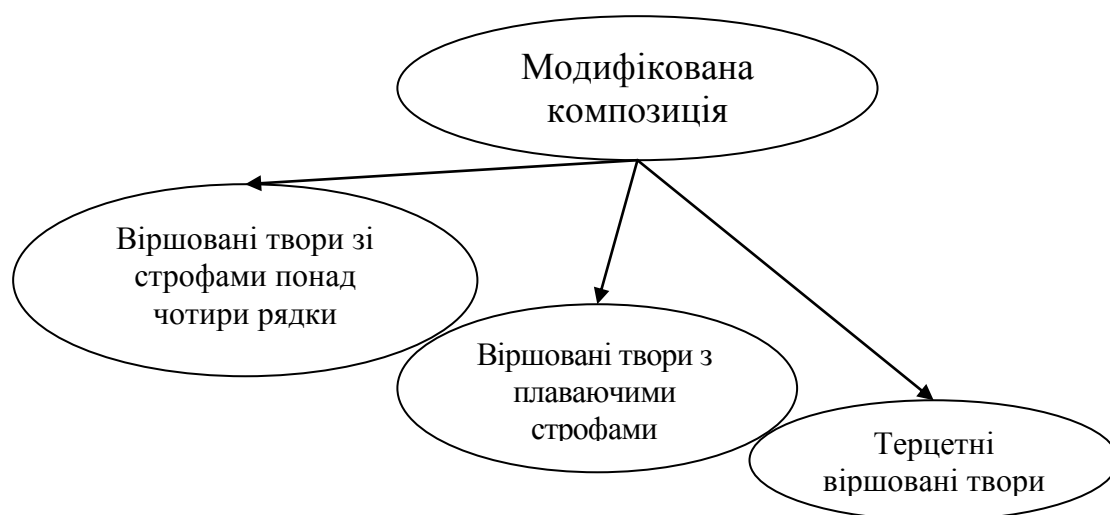 Модифікована
композиція
Віршовані твори зі
строфами понад
чотири рядки
Віршовані твори з
плаваючими
строфами
Терцетні
віршовані твори